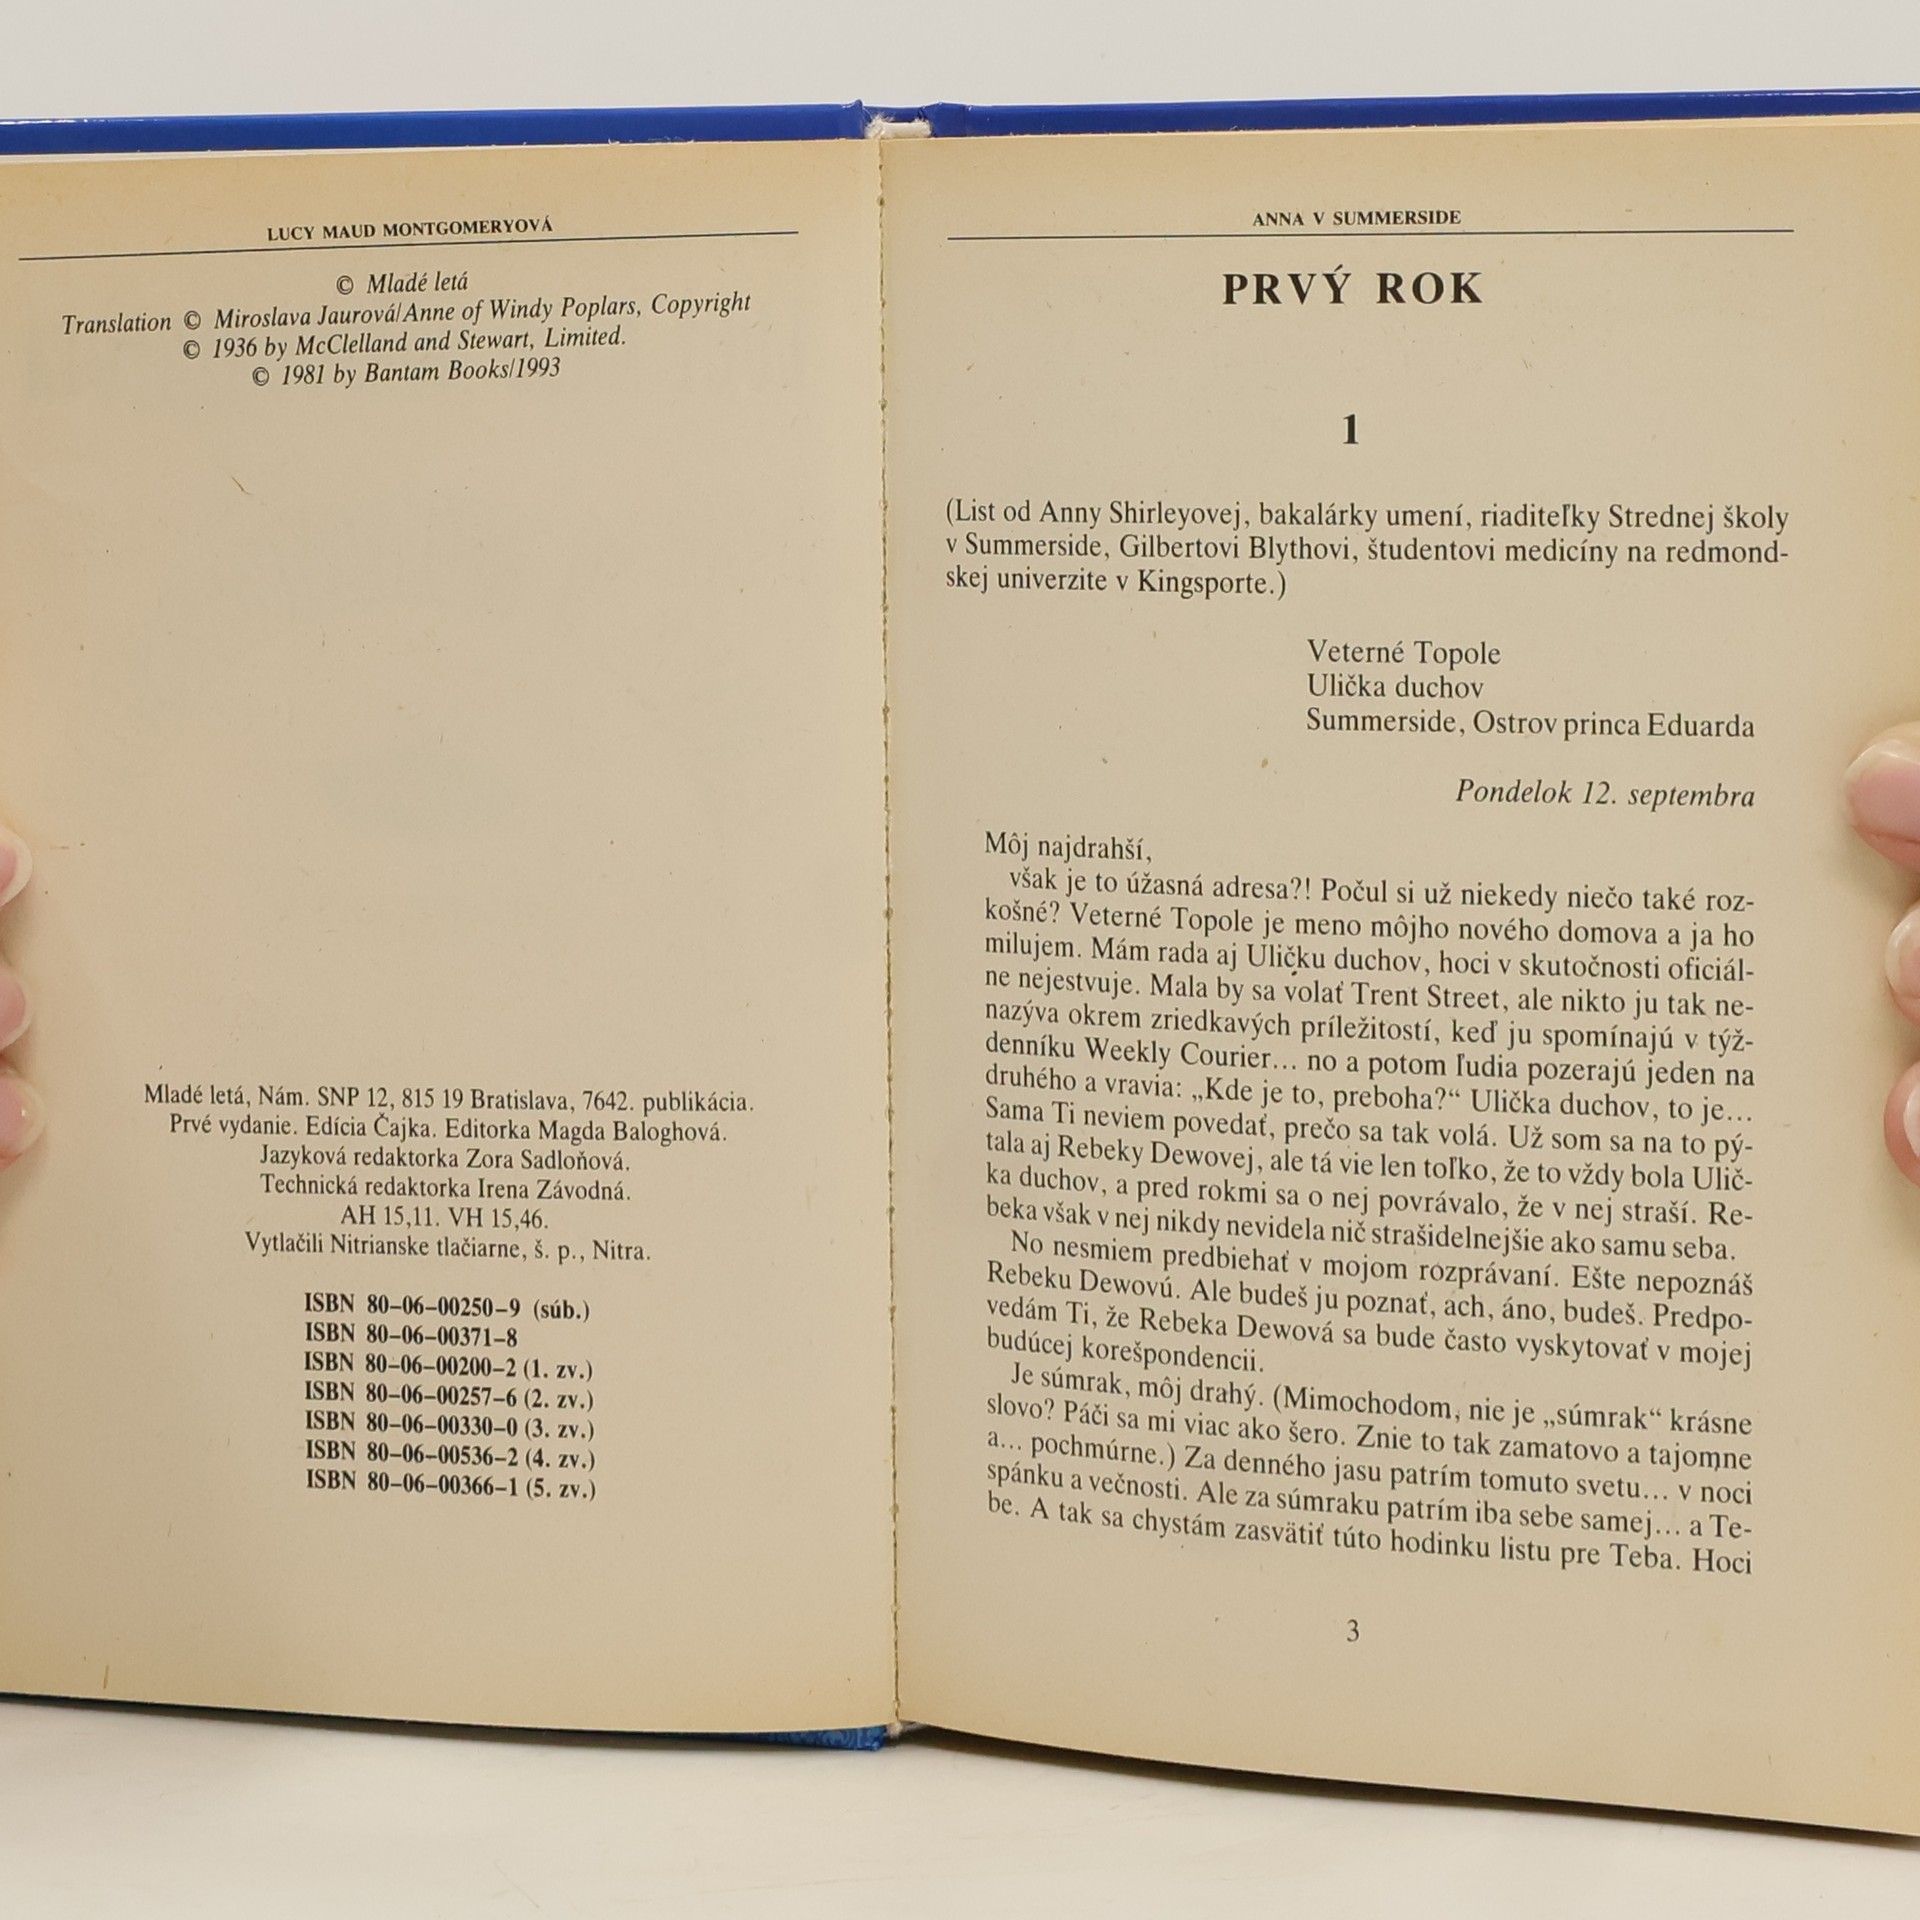 LUCY MAUD MONTGOMERYOVÁ
© Mladé letá
Translation © Miroslava Jaurová/Anne of Windy Poplars, Copyright
© 1936 by McClelland and Stewart, Limited.
© 1981 by Bantam Books/1993
Mladé letá, Nám. SNP 12, 815 19 Bratislava, 7642. publikácia.
Prvé vydanie. Edícia Čajka. Editorka Magda Baloghová.
Jazyková redaktorka Zora Sadloňová.
Technická redaktorka Irena Závodná.
AH 15,11. VH 15,46.
Vytlačili Nitrianske tlačiarne, š. p., Nitra.
ISBN 80–06–00250–9 (súb.)
ISBN 80–06–00371–8
ISBN 80–06–00200–2 (1. zv.)
ISBN 80–06–00257–6 (2. zv.)
ISBN 80–06–00330–0 (3. zv.)
ISBN 80–06–00536–2 (4. zv.)
ISBN 80–06–00366–1 (5. zv.)
ANNA V SUMMERSIDE
PRVÝ ROK
1
(List od Anny Shirleyovej, bakalárky umení, riaditeľky Strednej školy
v Summerside, Gilbertovi Blythovi, študentovi medicíny na redmond-
skej univerzite v Kingsporte.)
Veterné Topole
Ulička duchov
Summerside, Ostrov princa Eduarda
Pondelok 12. septembra
Môj najdrahší,
však je to úžasná adresa?! Počul si už niekedy niečo také roz-
košné? Veterné Topole je meno môjho nového domova a ja ho
milujem. Mám rada aj Uličku duchov, hoci v skutočnosti oficiál-
ne nejestvuje. Mala by sa volať Trent Street, ale nikto ju tak ne-
nazýva okrem zriedkavých príležitostí, keď ju spomínajú v týž-
denníku Weekly Courier... no a potom ľudia pozerajú jeden na
druhého a vravia: „Kde je to, preboha?“ Ulička duchov, to je...
Sama Ti neviem povedať, prečo sa tak volá. Už som sa na to pý-
tala aj Rebeky Dewovej, ale tá vie len toľko, že to vždy bola Ulič-
ka duchov, a pred rokmi sa o nej povrávalo, že v nej straší. Re-
beka však v nej nikdy nevidela nič strašidelnejšie ako samu seba.
No nesmiem predbiehať v mojom rozprávaní. Ešte nepoznáš
Rebeku Dewovú. Ale budeš ju poznať, ach, áno, budeš. Predpo-
vedám Ti, že Rebeka Dewová sa bude často vyskytovať v mojej
budúcej korešpondencii.
Je súmrak, môj drahý. (Mimochodom, nie je „súmrak“ krásne
slovo? Páči sa mi viac ako šero. Znie to tak zamatovo a tajomne
a... pochmúrne.) Za denného jasu patrím tomuto svetu... v noci
spánku a večnosti. Ale za súmraku patrím iba sebe samej... a Te-
be. A tak sa chystám zasvätiť túto hodinku listu pre Teba. Hoci
3